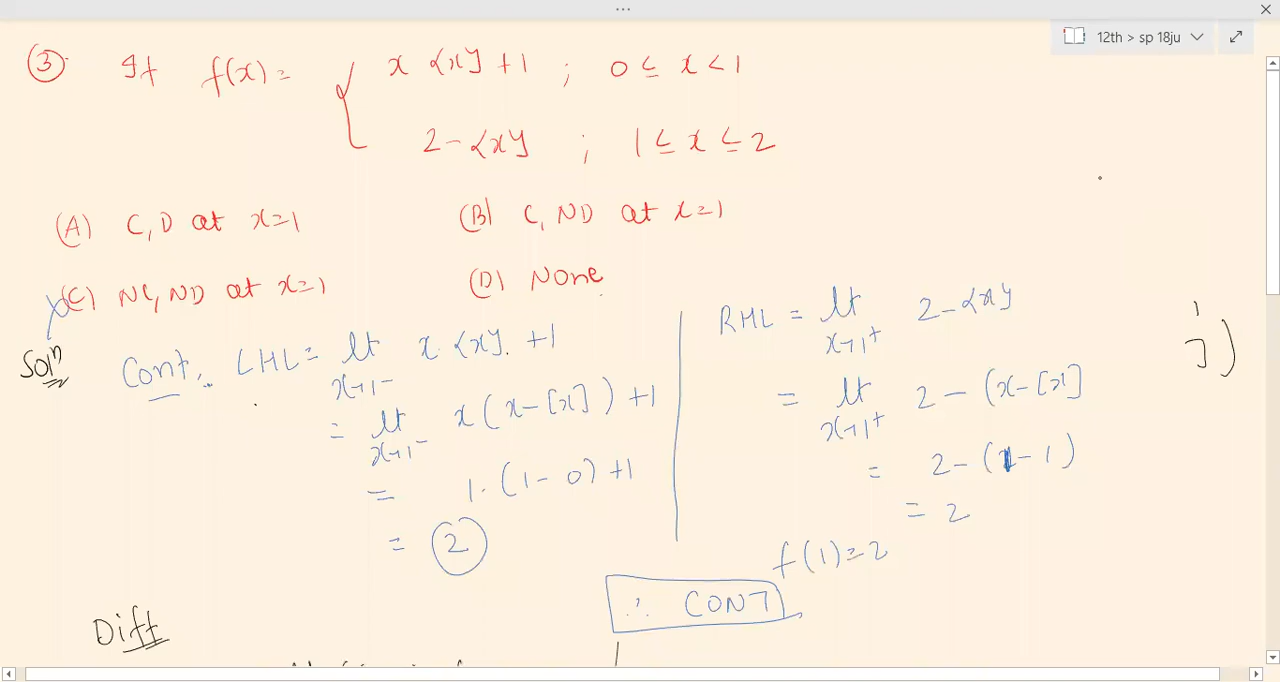 12th > sp 18ju
③ If f(x) = { x {x} + 1 ; 0 ≤ x < 1
2 - {x} ; 1 ≤ x ≤ 2
(A) C, D at x=1 (B) C, ND at x=1
(C) NC, ND at x=1 (D) None
Soln Cont. LHL = lt x→1- x. {x}. + 1
= lt x→1- x (x - [x]) + 1
= 1. (1 - 0) + 1
= 2
RHL = lt x→1+ 2 - {x}
= lt x→1+ 2 - (x - [x]
= 2 - (1 - 1)
= 2
f(1) = 2
∴ CONT
Diff